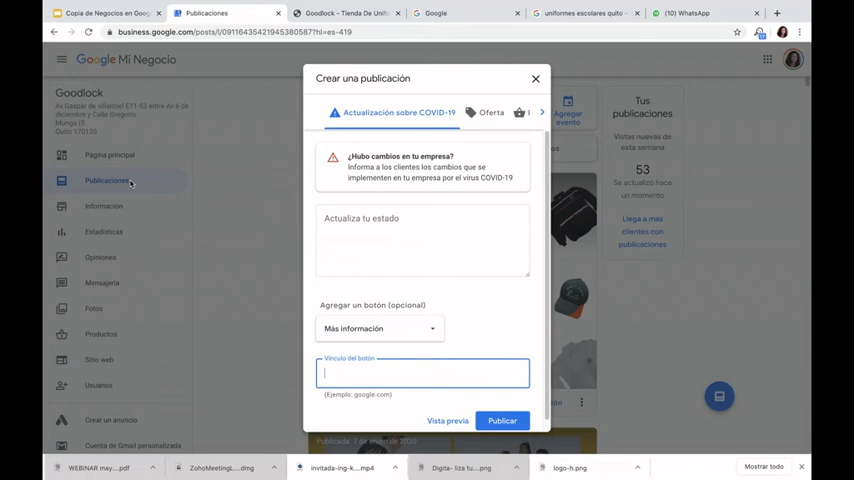 Copia de Negocios en Goog
Publicaciones
Goodlock - Tienda De Unifo
Google
uniformes escolares quito -
(10) WhatsApp
business.google.com/posts/l/09116435421945371534?hl=es-419
Google Mi Negocio
Goodlock
Av Gaspar de villaroel E11-53 entre Av 6 de
diciembre y Calle Gregorio
Munga (5
Quito 170135
Página principal
Publicaciones
Información
Estadísticas
Opiniones
Mensajería
Fotos
Productos
Sitio web
Usuarios
Crear un anuncio
Cuenta de Gmail personalizada
Crear una publicación
Actualización sobre COVID-19
Oferta
¿Hubo cambios en tu empresa?
Informa a los clientes los cambios que se
implementen en tu empresa por el virus COVID-19
Actualiza tu estado
Agregar un botón (opcional)
Más información
Vínculo del botón
(Ejemplo: google.com)
Vista previa
Publicar
Agregar
evento
Tus
publicaciones
Vistas nuevas de
esta semana
53
Se actualizó hace
un momento
Llega a más
clientes con
publicaciones
Publicada: 7 de enero de 2020
WEBINAR may....pdf
ZohoMeetingL....dmg
invitada-ing-k....mp4
Digita- liza tu....png
logo-h.png
Mostrar todo